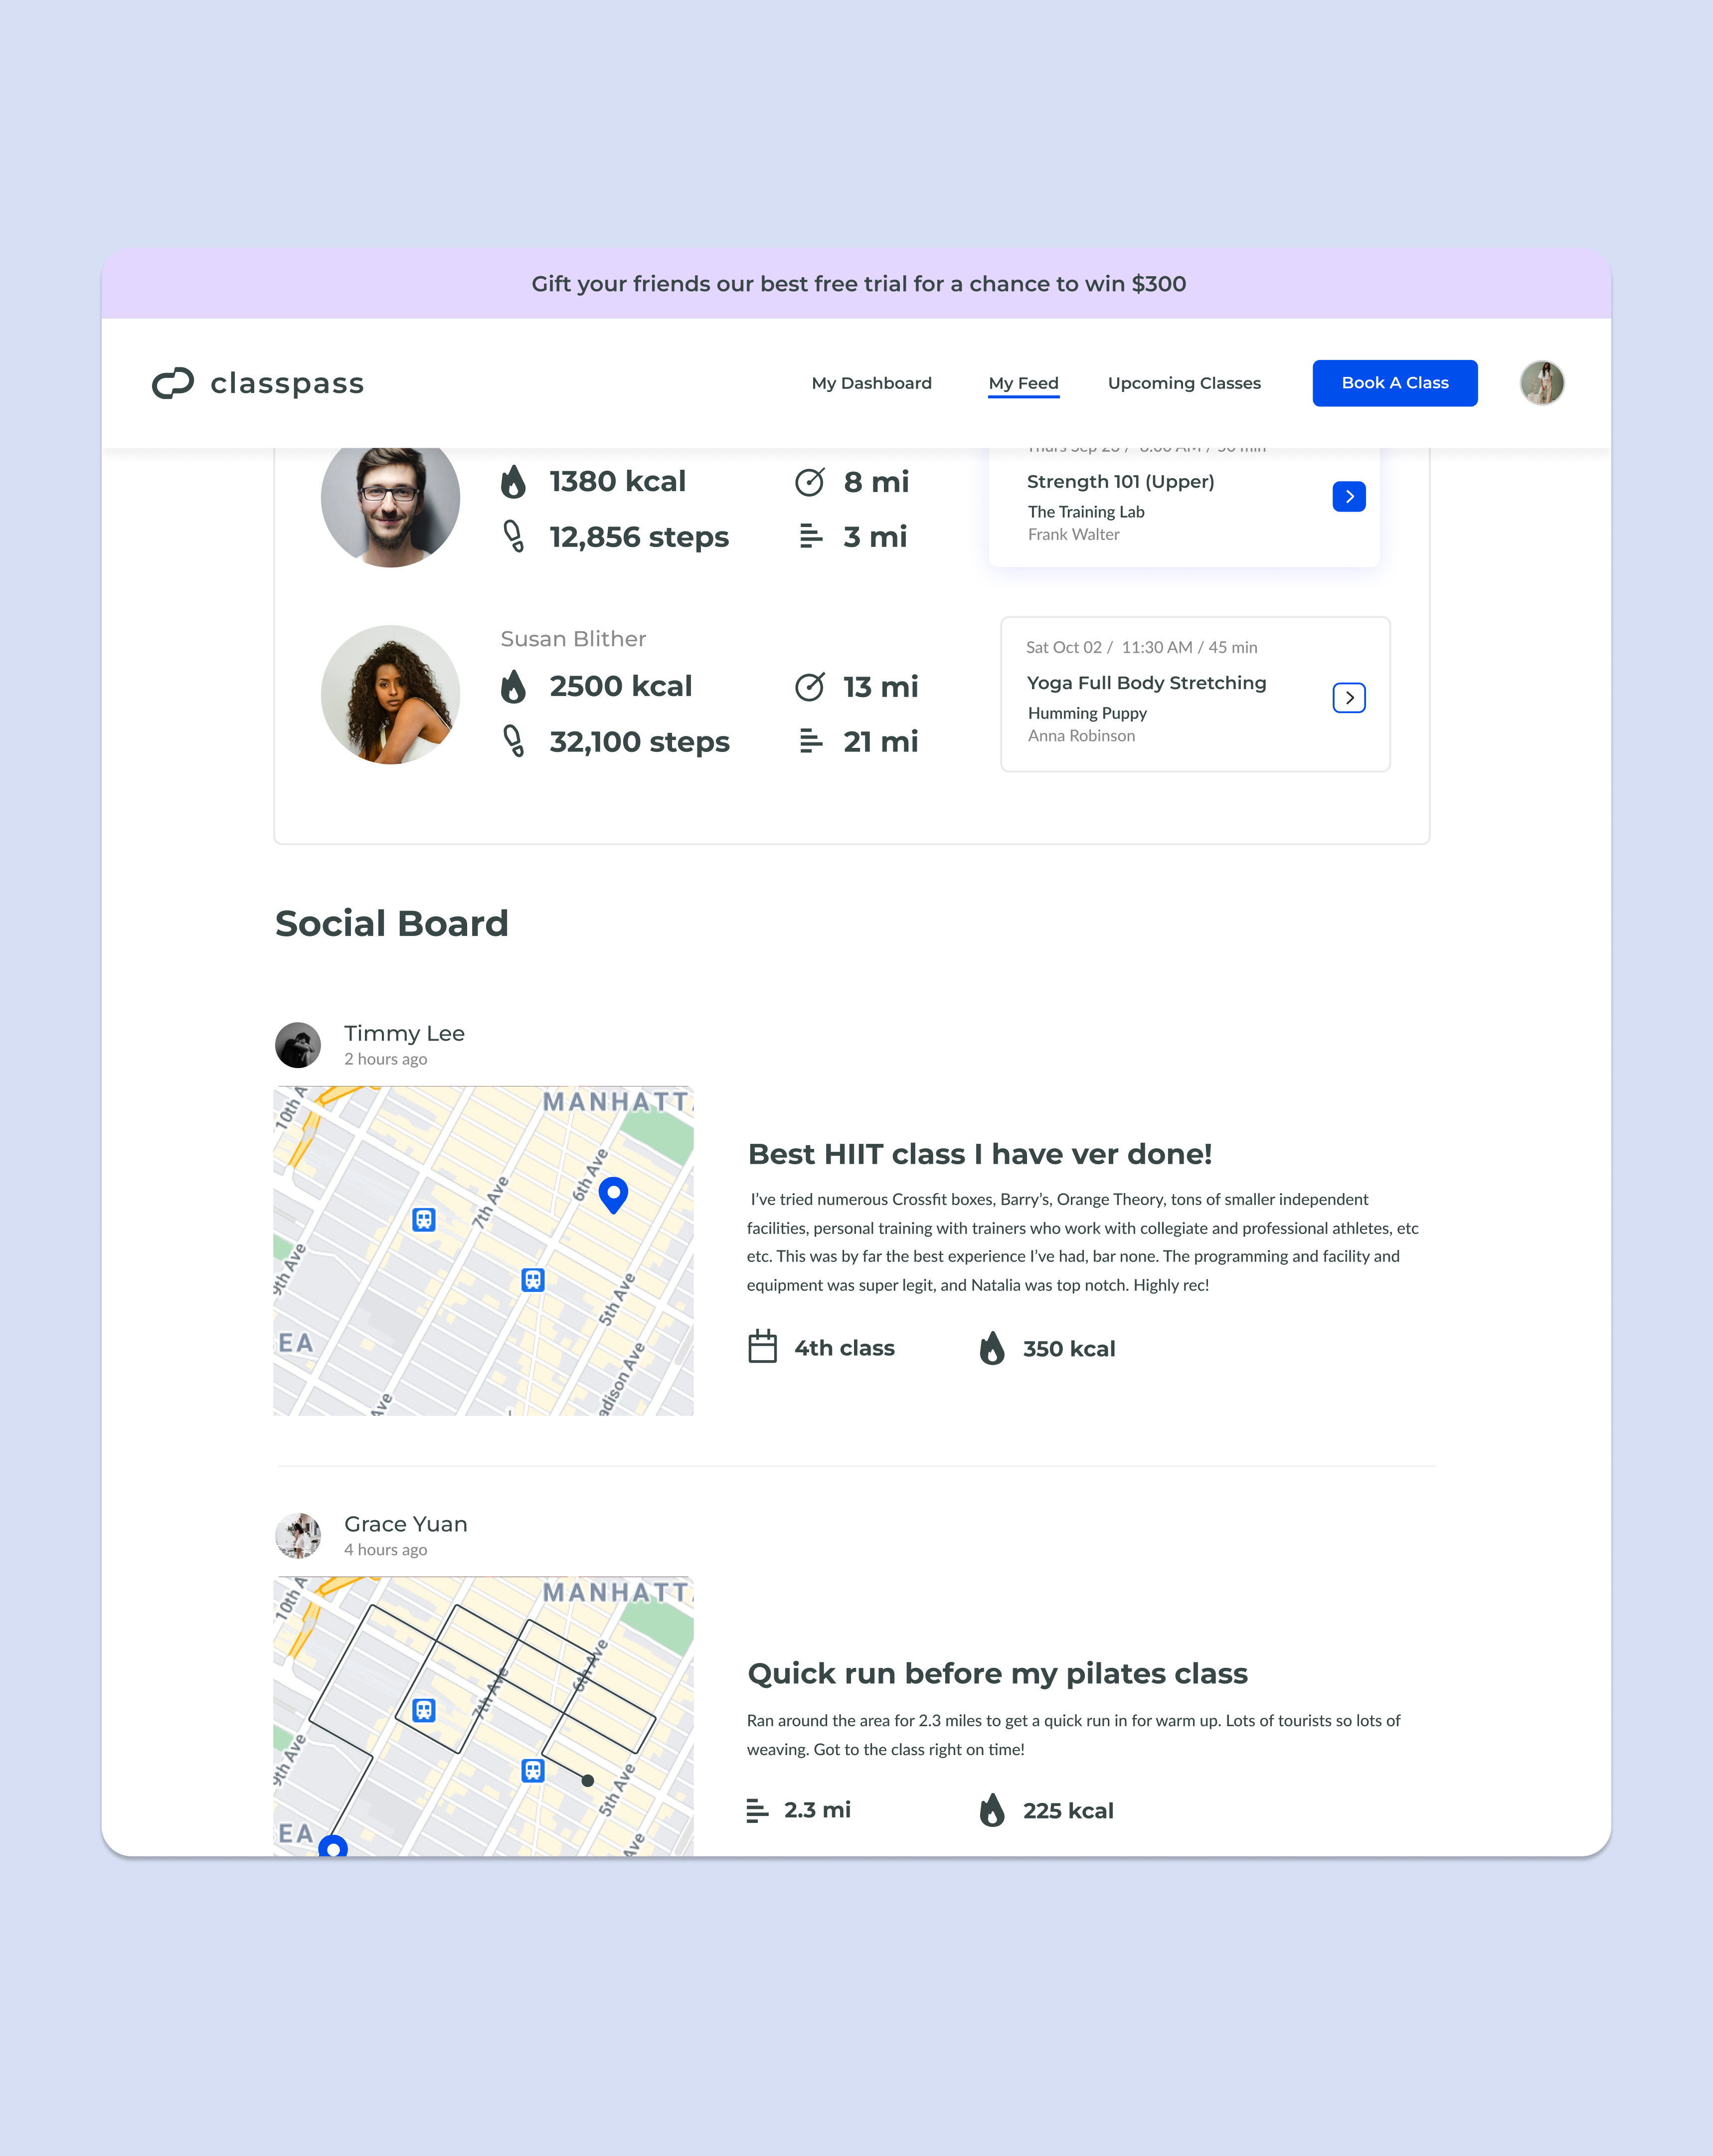 Gift your friends our best free trial for a chance to win $300
classpass
My Dashboard
My Feed
Upcoming Classes
Book A Class
1380 kcal
8 mi
12,856 steps
3 mi
Strength 101 (Upper)
The Training Lab
Frank Walter
Susan Blither
2500 kcal
13 mi
32,100 steps
21 mi
Sat Oct 02 / 11:30 AM / 45 min
Yoga Full Body Stretching
Humming Puppy
Anna Robinson
Social Board
Timmy Lee
2 hours ago
10th A
MANHATT
6th Ave
7th Ave
9th Ave
5th Ave
EA
adison Ave
Ave
Best HIIT class I have ver done!
I've tried numerous Crossfit boxes, Barry's, Orange Theory, tons of smaller independent
facilities, personal training with trainers who work with collegiate and professional athletes, etc
etc. This was by far the best experience I've had, bar none. The programming and facility and
equipment was super legit, and Natalia was top notch. Highly rec!
4th class
350 kcal
Grace Yuan
4 hours ago
10th A
MANHATT
6th Ave
7th Ave
9th Ave
5th Ave
EA
Ave
Quick run before my pilates class
Ran around the area for 2.3 miles to get a quick run in for warm up. Lots of tourists so lots of
weaving. Got to the class right on time!
2.3 mi
225 kcal